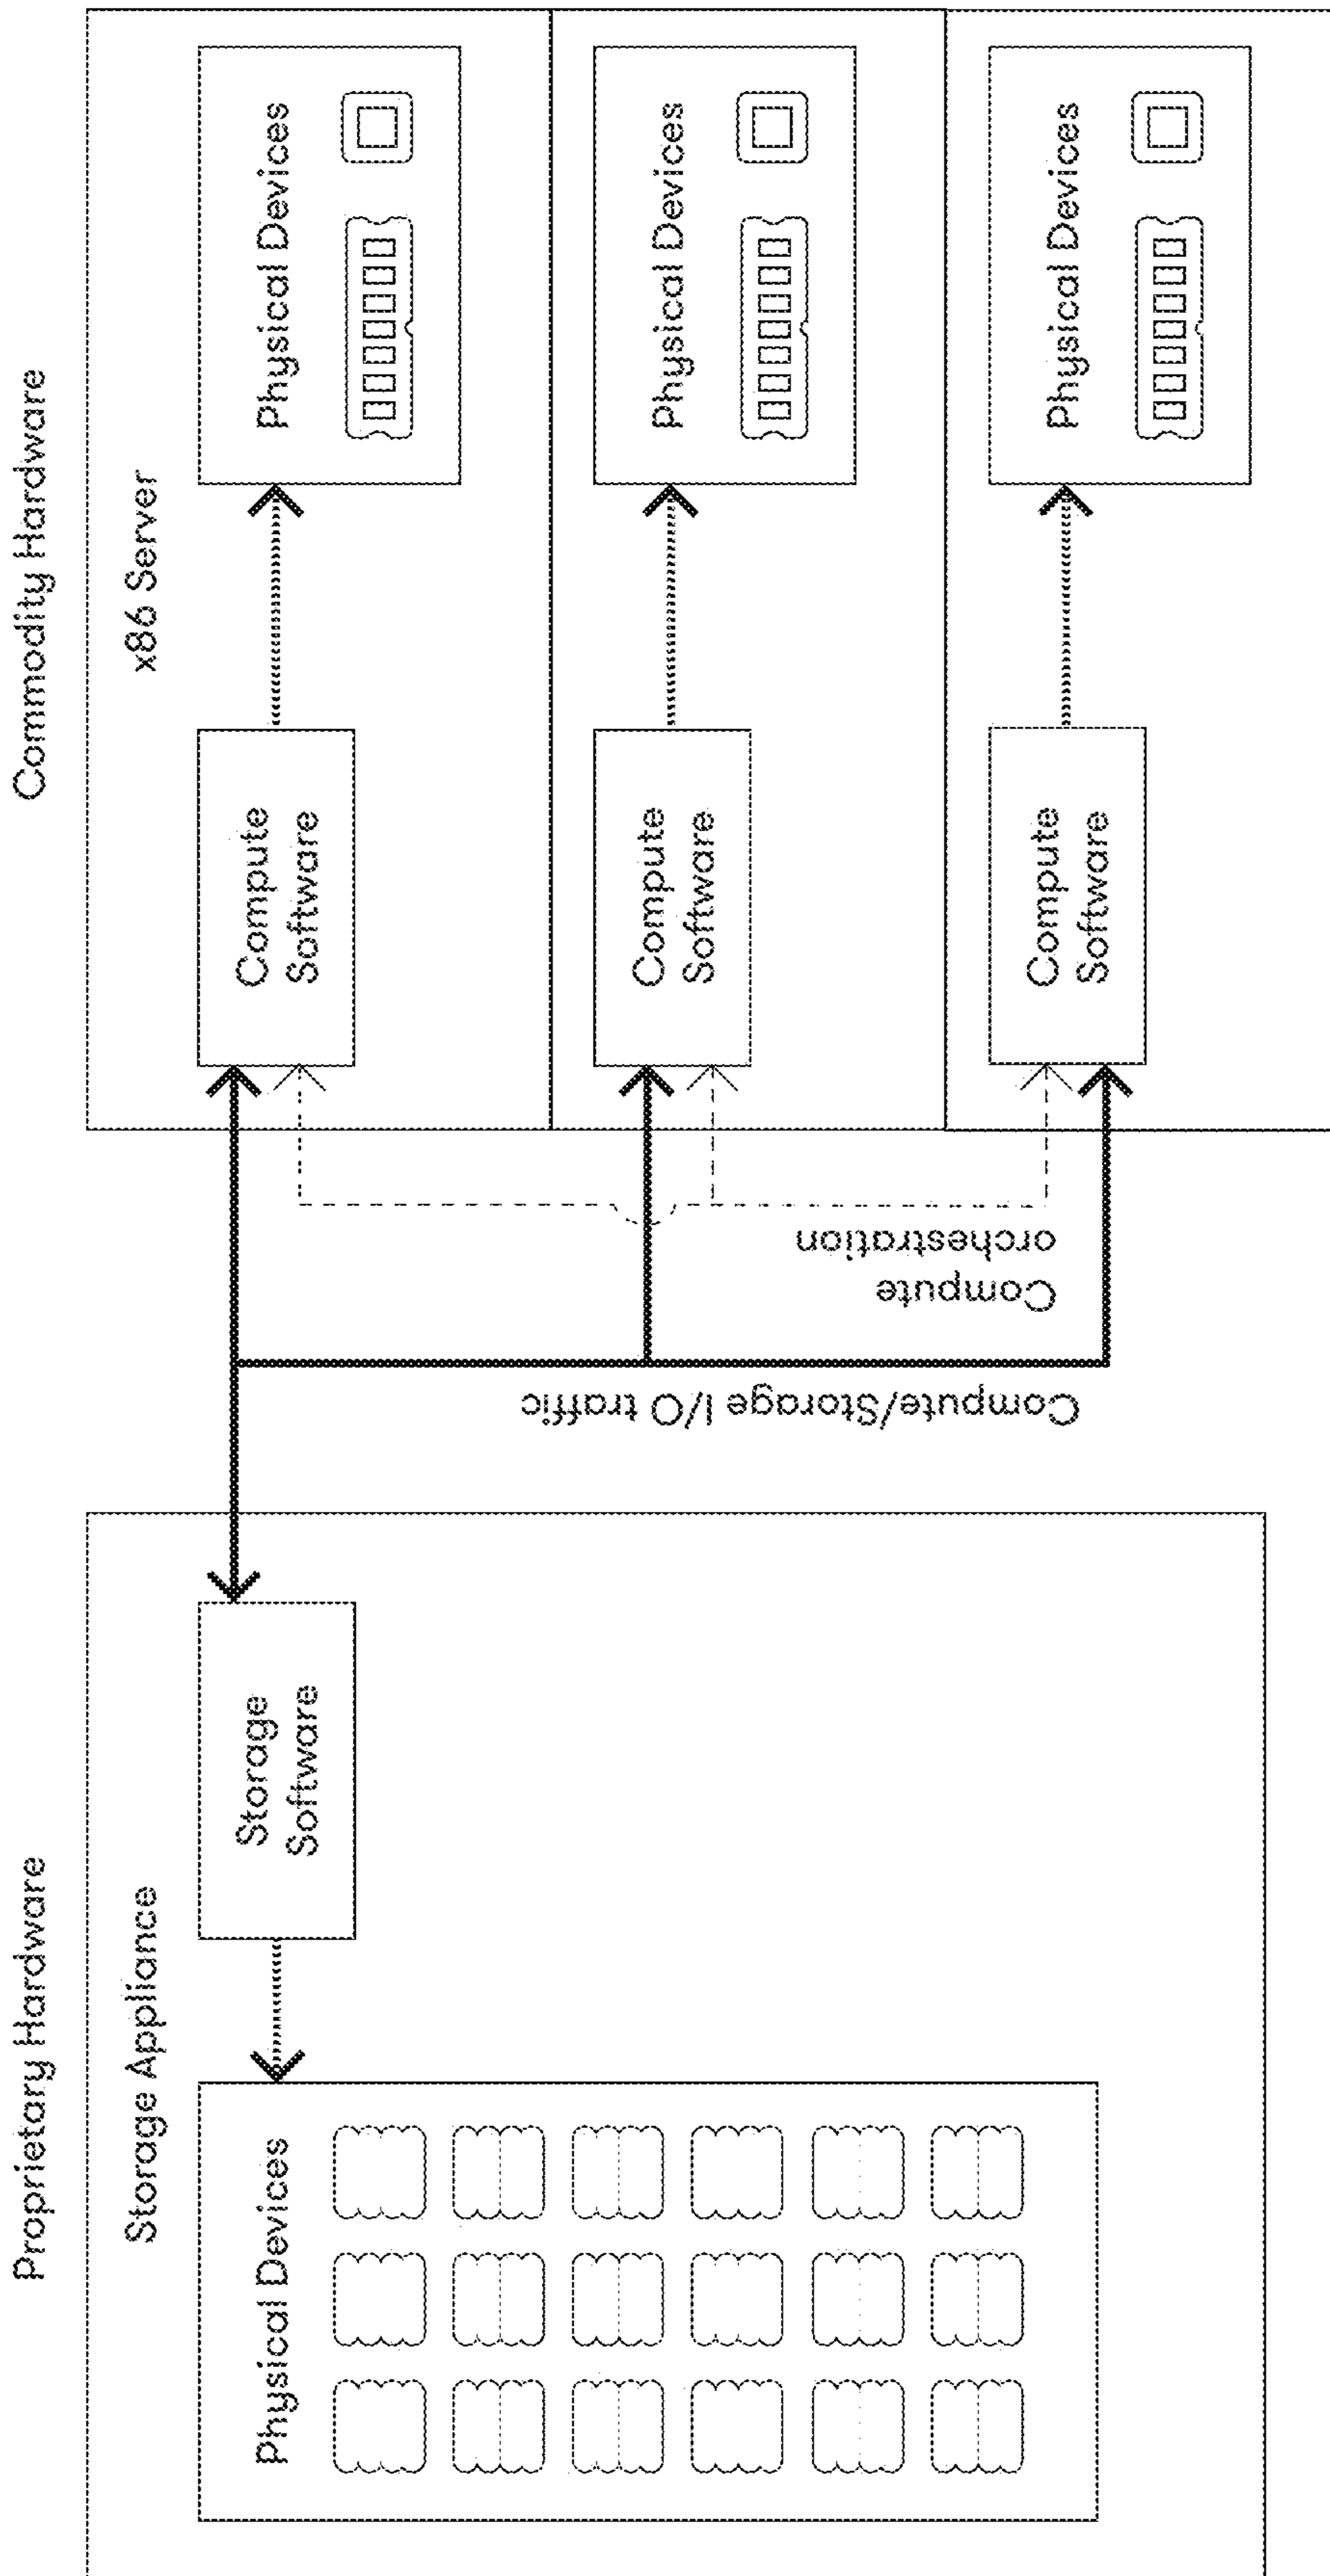 Proprietary Hardware
Storage Appliance
Physical Devices
Storage
Software
Compute/Storage I/O traffic
Compute
orchestration
Commodity Hardware
x86 Server
Compute
Software
Physical Devices
Compute
Software
Physical Devices
Compute
Software
Physical Devices